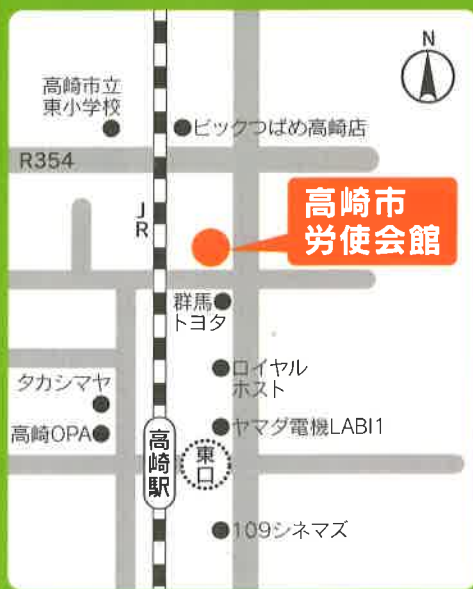 N
高崎市立
東小学校
ビックつばめ高崎店
R354
JR
高崎市
労使会館
群馬
トヨタ
ロイヤル
ホスト
タカシマヤ
高崎OPA
ヤマダ電機LABI1
高崎駅
東口
109シネマズ